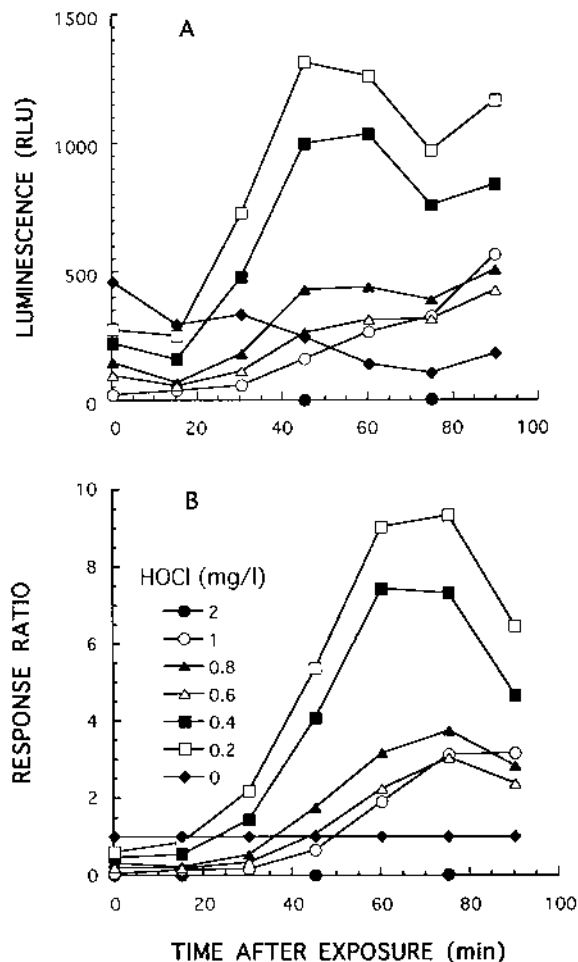 A
1500
1000
500
0
LUMINESCENCE (RLU)
0 20 40 60 80 100
B
10
8
6
4
2
0
RESPONSE RATIO
HOCl (mg/l)
2
1
0.8
0.6
0.4
0.2
0
0 20 40 60 80 100
TIME AFTER EXPOSURE (min)